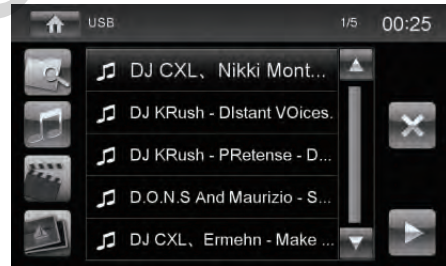 USB 1/5 00:25
DJ CXL、Nikki Mont...
DJ KRush - DIstant VOices.
DJ KRush - PRetense - D...
D.O.N.S And Maurizio - S...
DJ CXL、Ermehn - Make ...